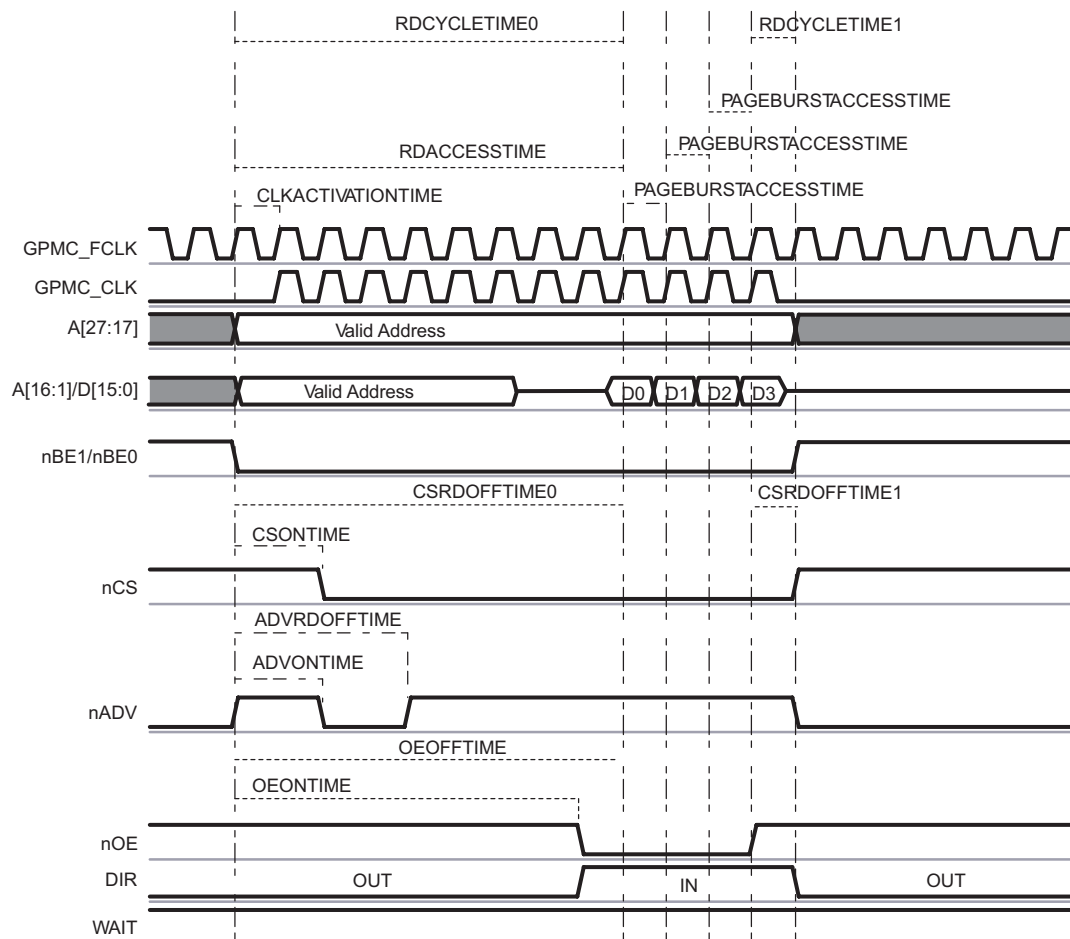 RDCYCLETIME0
RDCYCLETIME1
PAGEBURSTACCESSTIME
RDACCESSTIME
PAGEBURSTACCESSTIME
CLKACTIVATIONTIME
PAGEBURSTACCESSTIME
GPMC_FCLK
GPMC_CLK
A[27:17]
Valid Address
A[16:1]/D[15:0]
Valid Address
D0
D1
D2
D3
nBE1/nBE0
CSRDOFFTIME0
CSRDOFFTIME1
CSONTIME
nCS
ADVRDOFFTIME
ADVONTIME
nADV
OEOFFTIME
OEONTIME
nOE
DIR
OUT
IN
OUT
WAIT